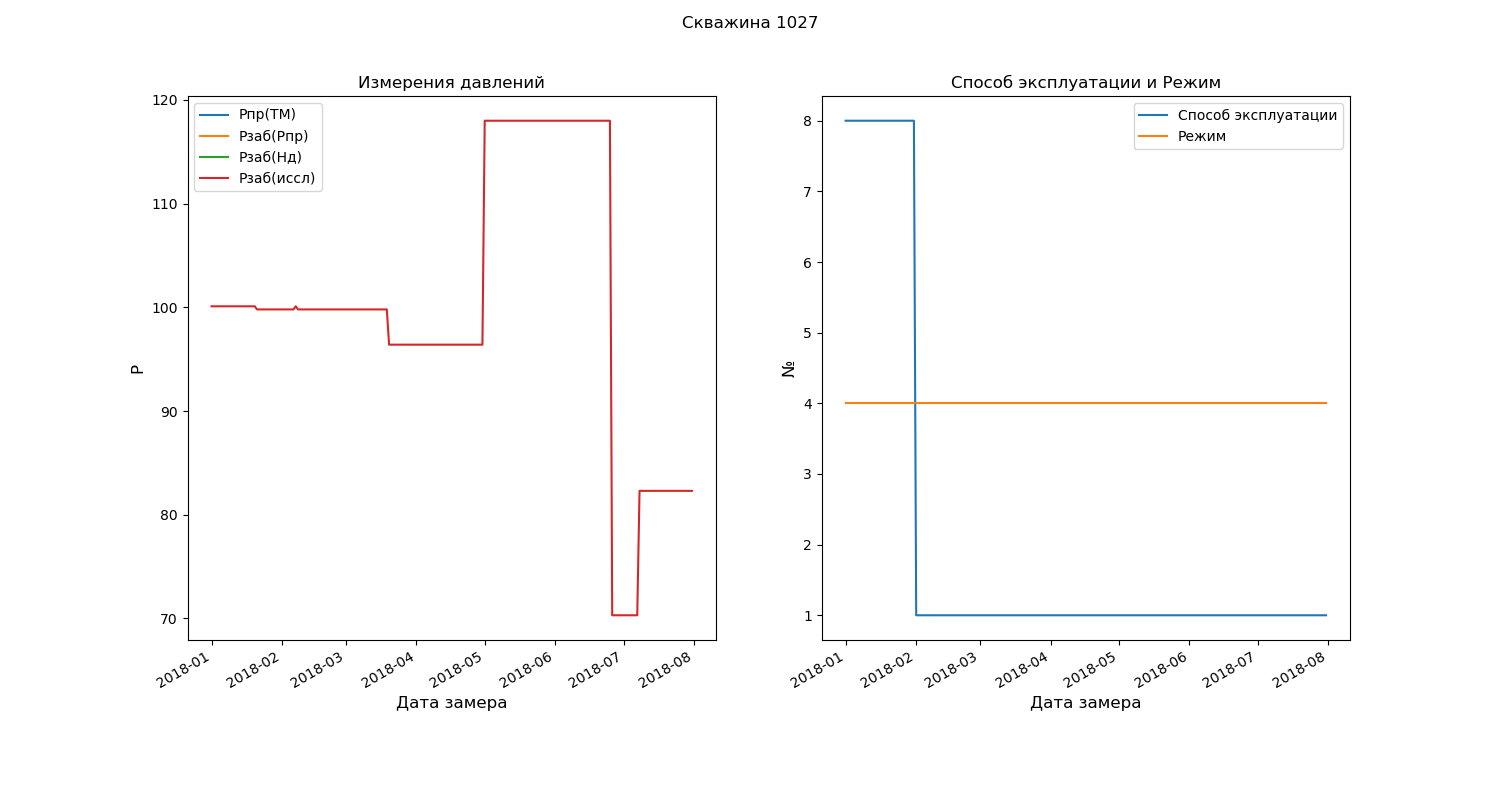 Скважина 1027
Измерения давлений
120
110
100
90
80
70
P
Рпр(ТМ)
Рзаб(Рпр)
Рзаб(Нд)
Рзаб(иссл)
2018-01
2018-02
2018-03
2018-04
2018-05
2018-06
2018-07
2018-08
Дата замера
Способ эксплуатации и Режим
8
7
6
5
4
3
2
1
№
Способ эксплуатации
Режим
2018-01
2018-02
2018-03
2018-04
2018-05
2018-06
2018-07
2018-08
Дата замера